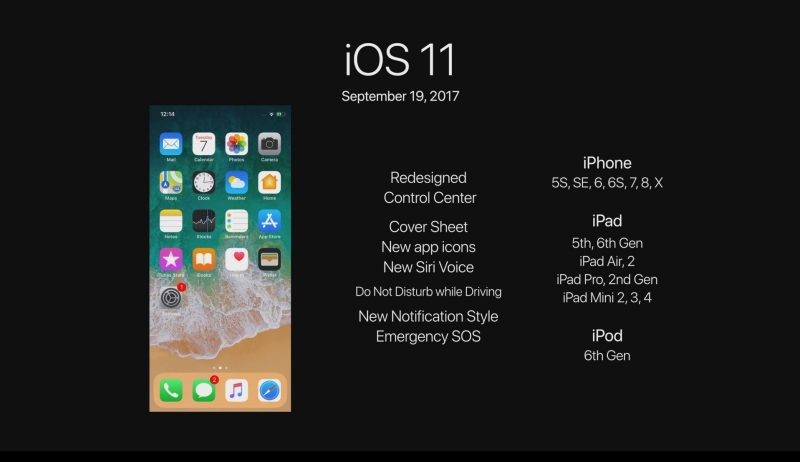 iOS 11
September 19, 2017
12:14
Tuesday
7
Mail
Calendar
Photos
Camera
Maps
Clock
Weather
Home
Notes
Stocks
Reminders
App Store
iTunes Store
iBooks
Health
Wallet
1
Settings
2
Redesigned
Control Center
Cover Sheet
New app icons
New Siri Voice
Do Not Disturb while Driving
New Notification Style
Emergency SOS
iPhone
5S, SE, 6, 6S, 7, 8, X
iPad
5th, 6th Gen
iPad Air, 2
iPad Pro, 2nd Gen
iPad Mini 2, 3, 4
iPod
6th Gen